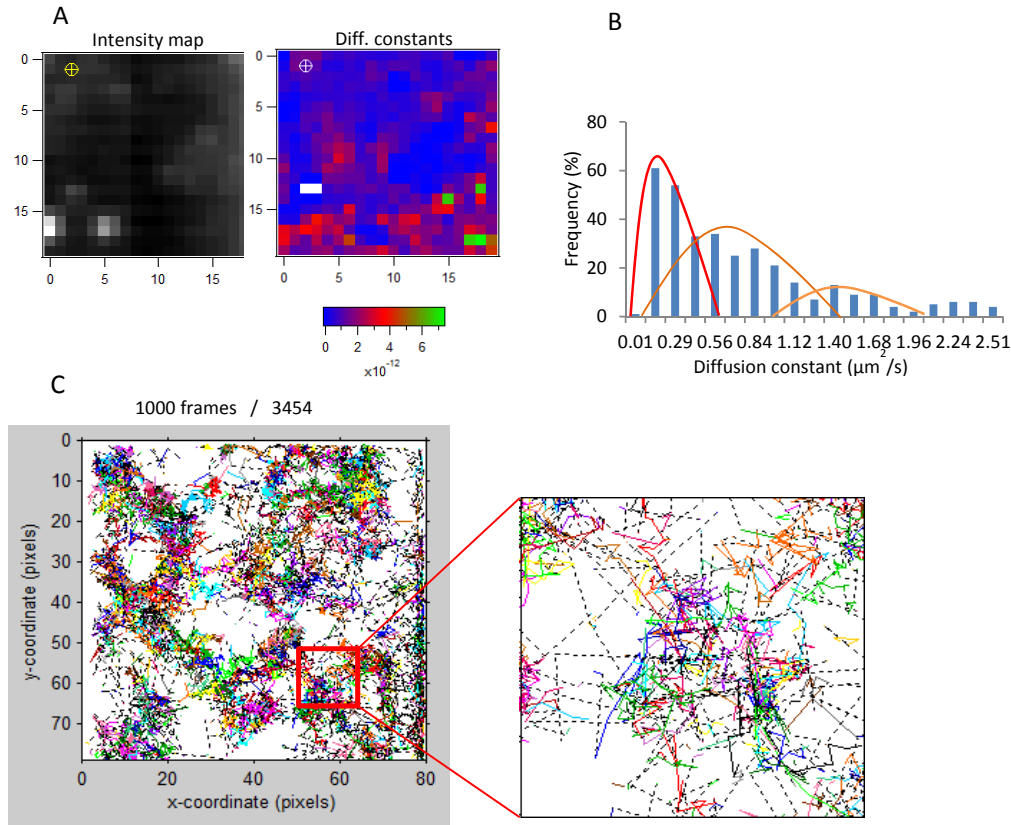 A
Intensity map
Diff. constants
0
5
10
15
0 5 10 15
0
5
10
15
0 5 10 15
0 2 4 6
x10⁻¹²
B
Frequency (%)
80
60
40
20
0
0.01 0.29 0.56 0.84 1.12 1.40 1.68 1.96 2.24 2.51
Diffusion constant (µm²/s)
C
1000 frames / 3454
y-coordinate (pixels)
0
10
20
30
40
50
60
70
0 20 40 60 80
x-coordinate (pixels)